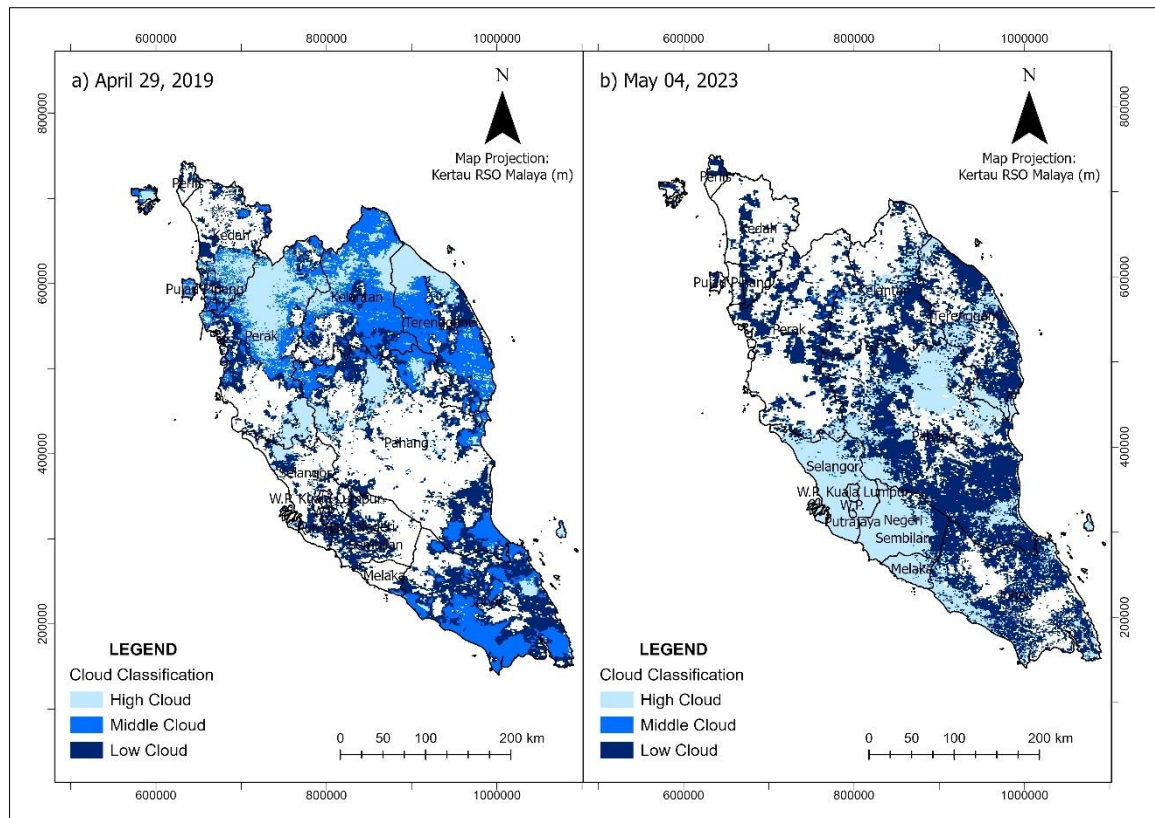 600000 800000 1000000 600000 800000 1000000
a) April 29, 2019
N
Map Projection:
Kertau RSO Malaya (m)
800000
600000
400000
200000
Perlis
Kedah
Pulau Pinang
Kelantan
Terengganu
Perak
Pahang
Selangor
W.P. Kuala Lumpur
Melaka
LEGEND
Cloud Classification
High Cloud
Middle Cloud
Low Cloud
0 50 100 200 km
600000 800000 1000000
b) May 04, 2023
N
Map Projection:
Kertau RSO Malaya (m)
800000
600000
400000
200000
Perlis
Kedah
Pulau Pinang
Kelantan
Terengganu
Perak
Pahang
Selangor
W.P. Kuala Lumpur
W.P.
Putrajaya
Negeri
Sembilan
Melaka
LEGEND
Cloud Classification
High Cloud
Middle Cloud
Low Cloud
0 50 100 200 km
600000 800000 1000000